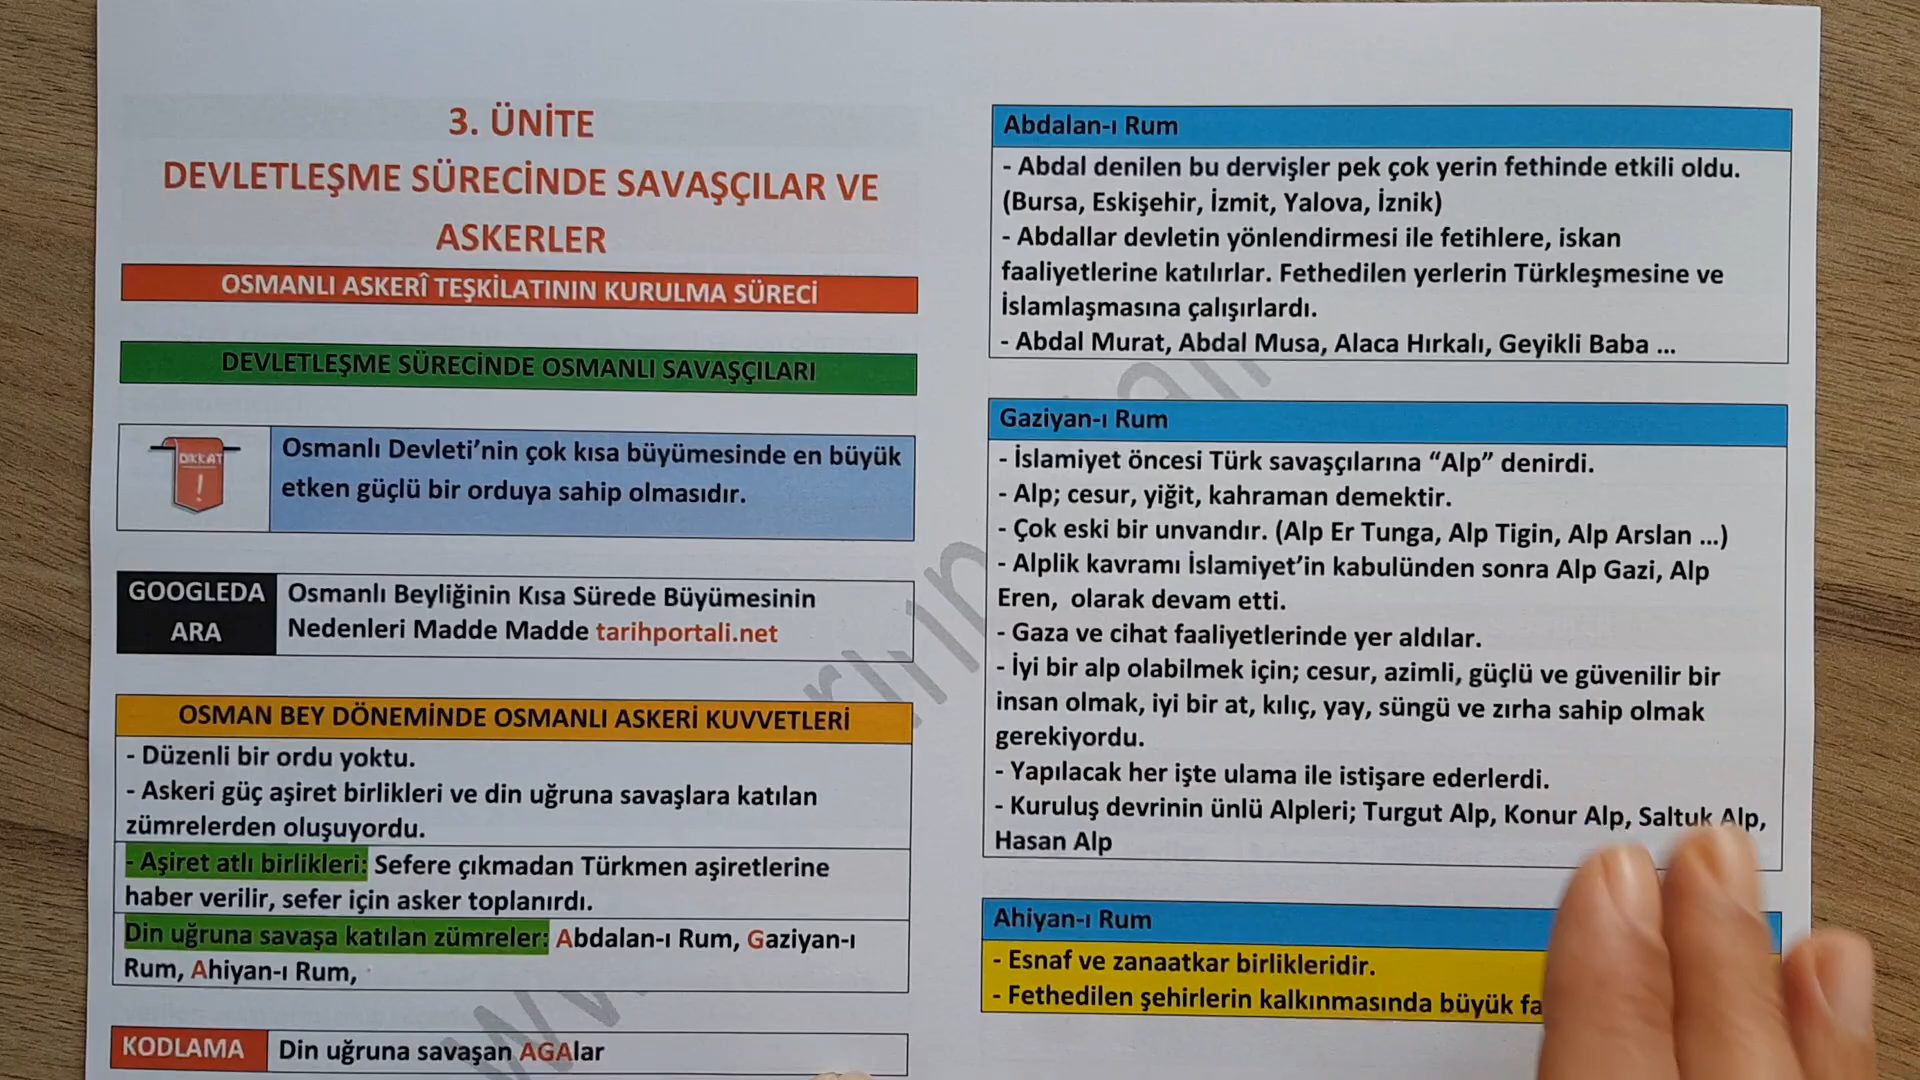 3. ÜNİTE
DEVLETLEŞME SÜRECİNDE SAVAŞÇILAR VE
ASKERLER
OSMANLI ASKERÎ TEŞKİLATININ KURULMA SÜRECİ
DEVLETLEŞME SÜRECİNDE OSMANLI SAVAŞÇILARI
DİKKAT
!
Osmanlı Devleti’nin çok kısa büyümesinde en büyük
etken güçlü bir orduya sahip olmasıdır.
GOOGLEDA
ARA
Osmanlı Beyliğinin Kısa Sürede Büyümesinin
Nedenleri Madde Madde tarihportali.net
OSMAN BEY DÖNEMİNDE OSMANLI ASKERİ KUVVETLERİ
- Düzenli bir ordu yoktu.
- Askeri güç aşiret birlikleri ve din uğruna savaşlara katılan
zümrelerden oluşuyordu.
- Aşiret atlı birlikleri: Sefere çıkmadan Türkmen aşiretlerine
haber verilir, sefer için asker toplanırdı.
Din uğruna savaşa katılan zümreler: Abdalan-ı Rum, Gaziyan-ı
Rum, Ahiyan-ı Rum,
KODLAMA
Din uğruna savaşan AGAlar
Abdalan-ı Rum
- Abdal denilen bu dervişler pek çok yerin fethinde etkili oldu.
(Bursa, Eskişehir, İzmit, Yalova, İznik)
- Abdallar devletin yönlendirmesi ile fetihlere, iskan
faaliyetlerine katılırlar. Fethedilen yerlerin Türkleşmesine ve
İslamlaşmasına çalışırlardı.
- Abdal Murat, Abdal Musa, Alaca Hırkalı, Geyikli Baba ...
Gaziyan-ı Rum
- İslamiyet öncesi Türk savaşçılarına “Alp” denirdi.
- Alp; cesur, yiğit, kahraman demektir.
- Çok eski bir unvandır. (Alp Er Tunga, Alp Tigin, Alp Arslan ...)
- Alplik kavramı İslamiyet’in kabulünden sonra Alp Gazi, Alp
Eren, olarak devam etti.
- Gaza ve cihat faaliyetlerinde yer aldılar.
- İyi bir alp olabilmek için; cesur, azimli, güçlü ve güvenilir bir
insan olmak, iyi bir at, kılıç, yay, süngü ve zırha sahip olmak
gerekiyordu.
- Yapılacak her işte ulama ile istişare ederlerdi.
- Kuruluş devrinin ünlü Alpleri; Turgut Alp, Konur Alp, Saltuk Alp,
Hasan Alp
Ahiyan-ı Rum
- Esnaf ve zanaatkar birlikleridir.
- Fethedilen şehirlerin kalkınmasında büyük